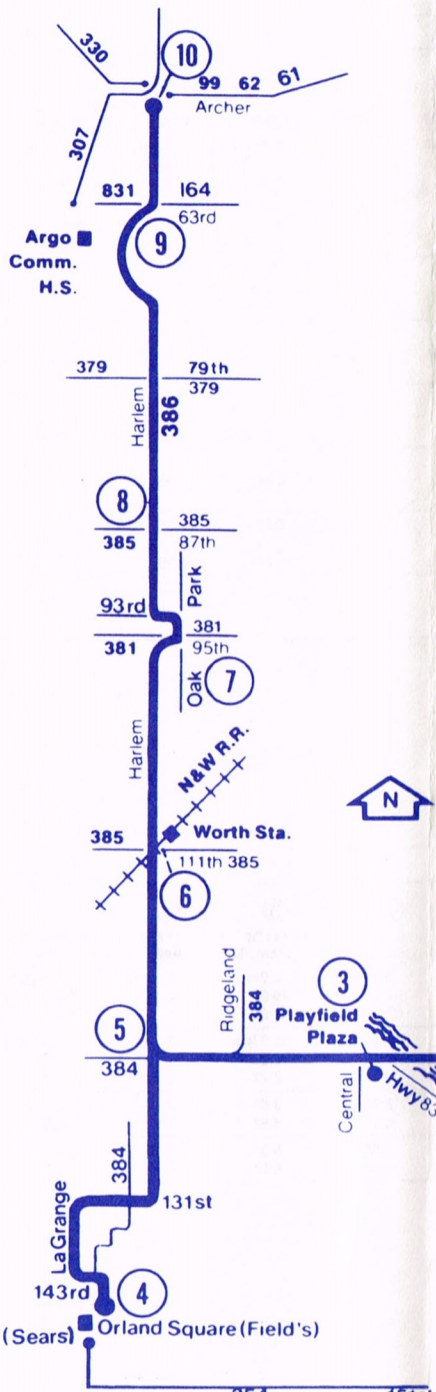 330
10
99 62 61
Archer
307
831 164
63rd
9
Argo
Comm.
H.S.
379 79th
379
Harlem
386
8
385
385 87th
Park
93rd
381
381 95th
Oak
7
Harlem
N&W R.R.
N
385
Worth Sta.
111th 385
6
Ridgeland
384
3
Playfield
Plaza
5
384
Central
Hwy 83
384
LaGrange
131st
143rd
4
(Sears)
Orland Square (Field's)